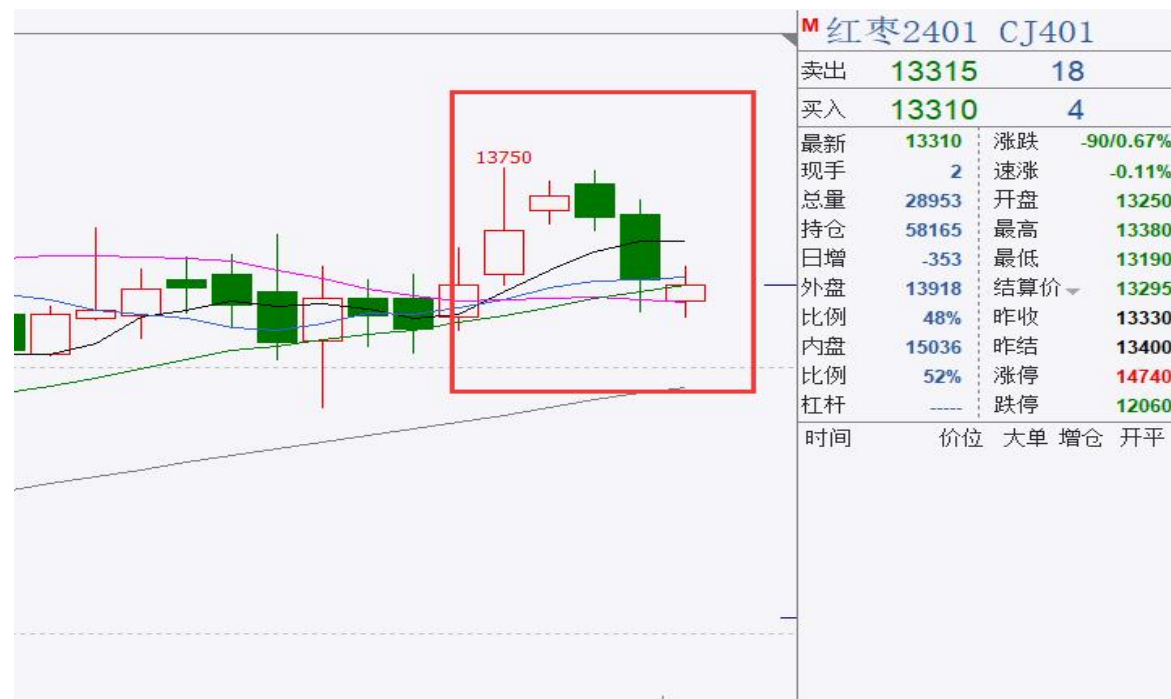 13750
M 红枣2401 CJ401
卖出 13315 18
买入 13310 4
最新 13310 涨跌 -90/0.67%
现手 2 速涨 -0.11%
总量 28953 开盘 13250
持仓 58165 最高 13380
日增 -353 最低 13190
外盘 13918 结算价 13295
比例 48% 昨收 13330
内盘 15036 昨结 13400
比例 52% 涨停 14740
杠杆 ----- 跌停 12060
时间 价位 大单 增仓 开平